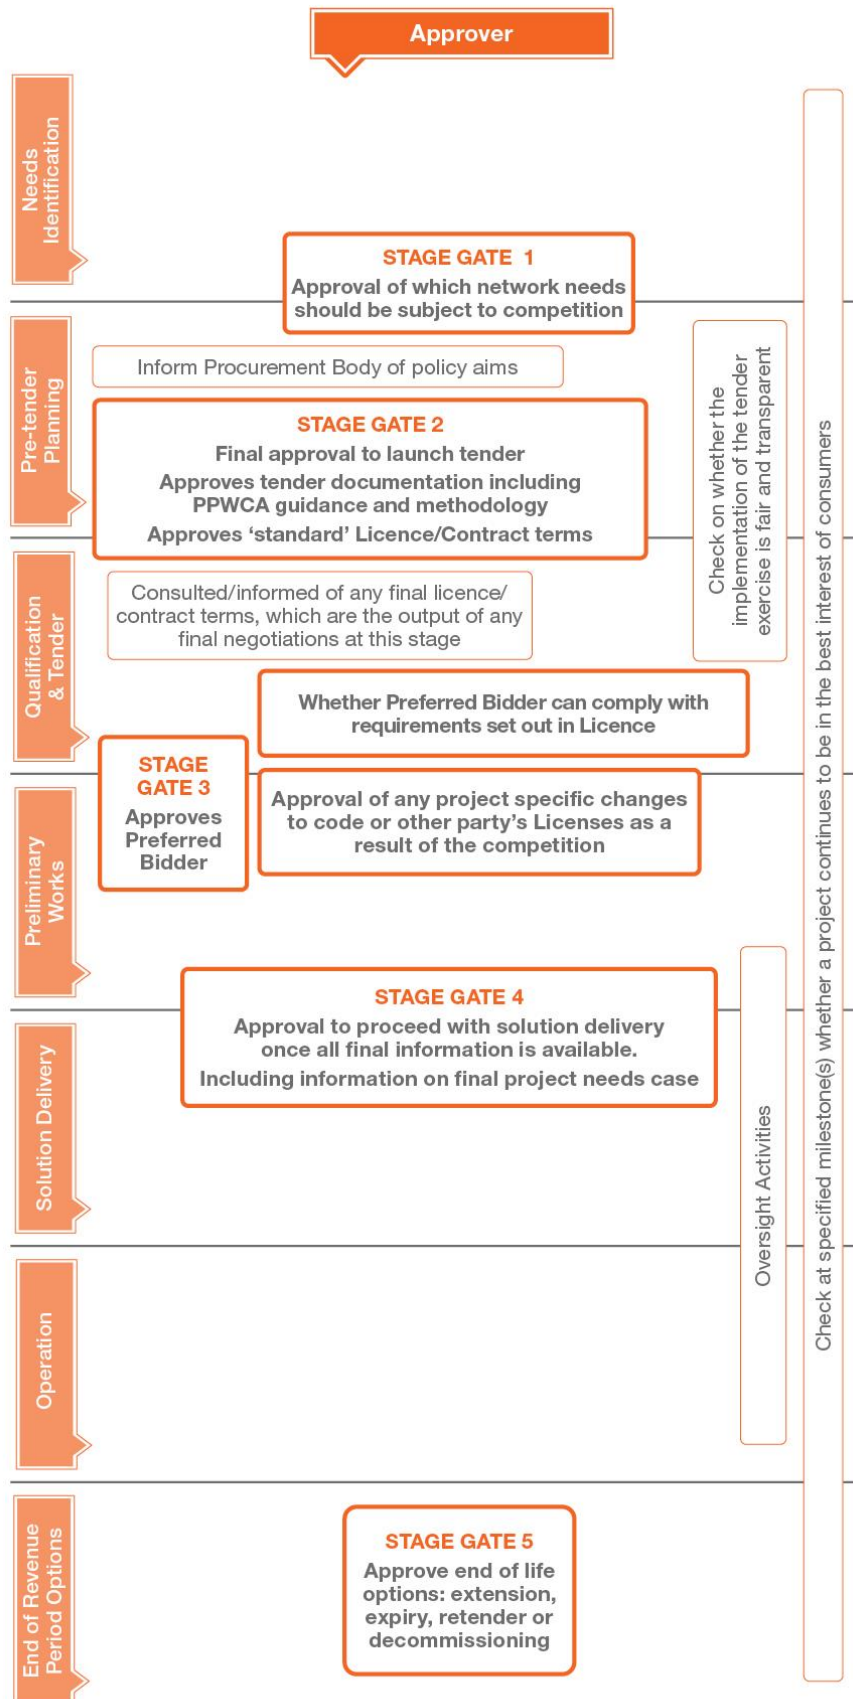 Approver
Needs
Identification
STAGE GATE 1
Approval of which network needs
should be subject to competition
Pre-tender
Planning
Inform Procurement Body of policy aims
STAGE GATE 2
Final approval to launch tender
Approves tender documentation including
PPWCA guidance and methodology
Approves ‘standard’ Licence/Contract terms
Check on whether the
implementation of the tender
exercise is fair and transparent
Check at specified milestone(s) whether a project continues to be in the best interest of consumers
Qualification
& Tender
Consulted/informed of any final licence/
contract terms, which are the output of any
final negotiations at this stage
Whether Preferred Bidder can comply with
requirements set out in Licence
STAGE
GATE 3
Approves
Preferred
Bidder
Approval of any project specific changes
to code or other party’s Licenses as a
result of the competition
Preliminary
Works
STAGE GATE 4
Approval to proceed with solution delivery
once all final information is available.
Including information on final project needs case
Solution Delivery
Oversight Activities
Operation
End of Revenue
Period Options
STAGE GATE 5
Approve end of life
options: extension,
expiry, retender or
decommissioning